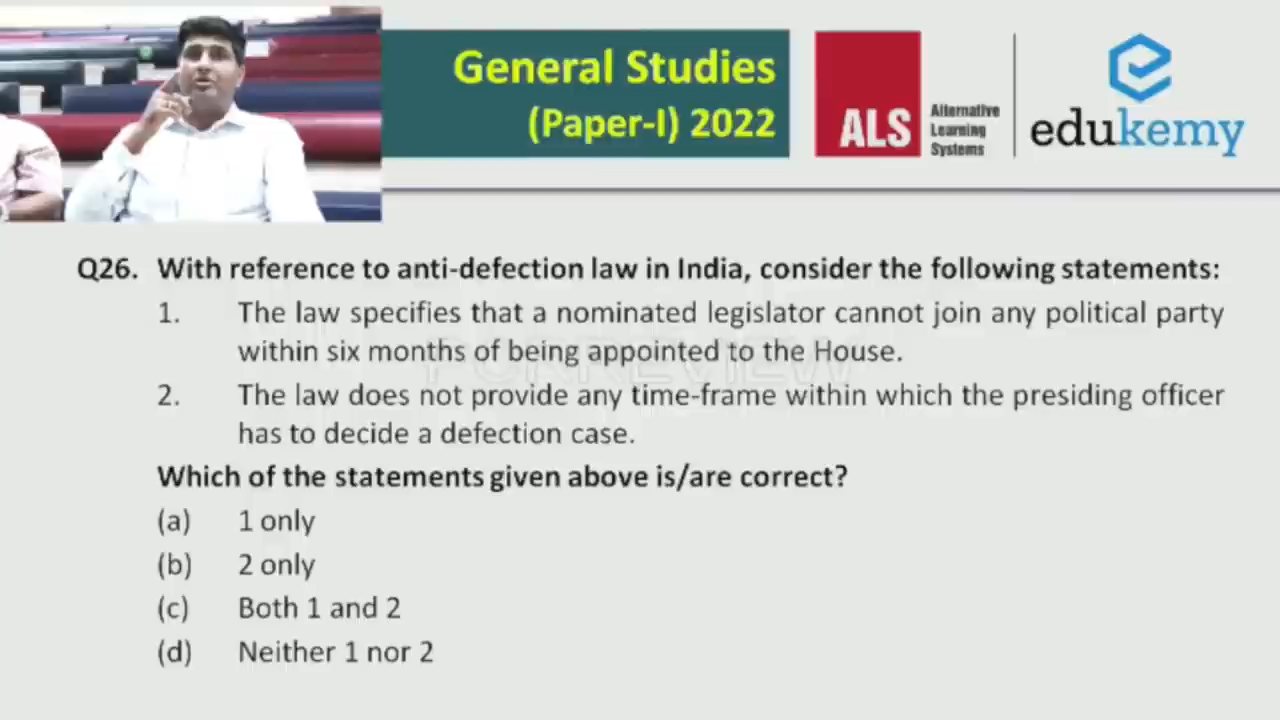 General Studies
(Paper-I) 2022
ALS
Alternative
Learning
Systems
edukemy
Q26. With reference to anti-defection law in India, consider the following statements:
1. The law specifies that a nominated legislator cannot join any political party
within six months of being appointed to the House.
2. The law does not provide any time-frame within which the presiding officer
has to decide a defection case.
Which of the statements given above is/are correct?
(a) 1 only
(b) 2 only
(c) Both 1 and 2
(d) Neither 1 nor 2